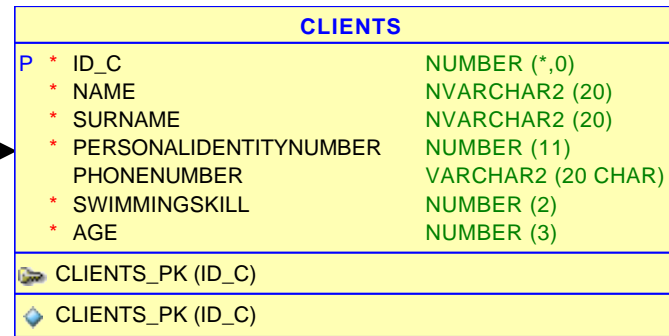 CLIENTS
P * ID_C NUMBER (*,0)
* NAME NVARCHAR2 (20)
* SURNAME NVARCHAR2 (20)
* PERSONALIDENTITYNUMBER NUMBER (11)
PHONENUMBER VARCHAR2 (20 CHAR)
* SWIMMINGSKILL NUMBER (2)
* AGE NUMBER (3)
CLIENTS_PK (ID_C)
CLIENTS_PK (ID_C)